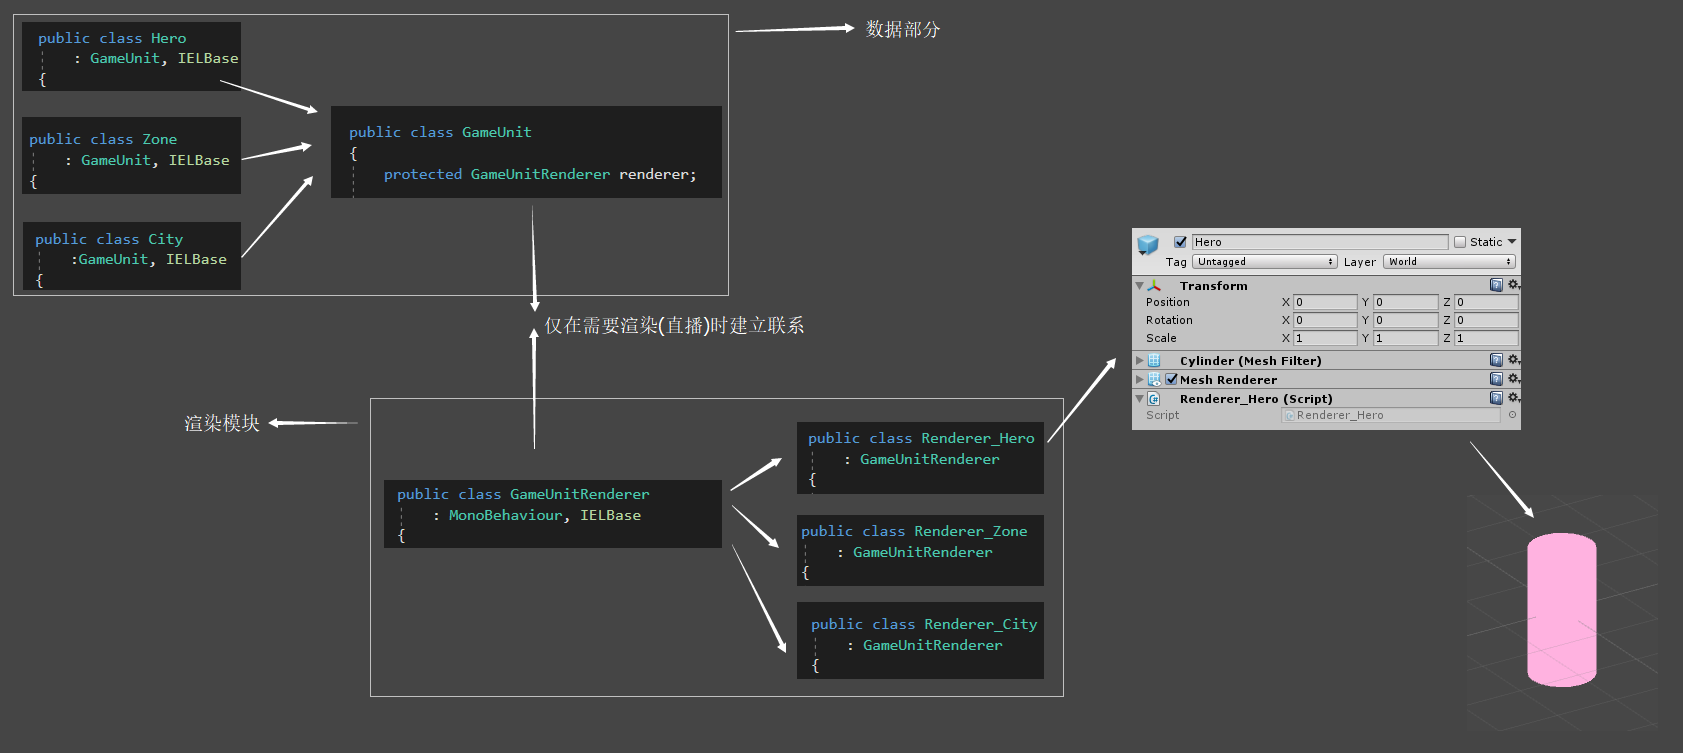 public class Hero
: GameUnit, IELBase
{
public class Zone
: GameUnit, IELBase
{
public class City
:GameUnit, IELBase
{
public class GameUnit
{
protected GameUnitRenderer renderer;
数据部分
仅在需要渲染(直播)时建立联系
渲染模块
public class GameUnitRenderer
: MonoBehaviour, IELBase
{
public class Renderer_Hero
: GameUnitRenderer
{
public class Renderer_Zone
: GameUnitRenderer
{
public class Renderer_City
: GameUnitRenderer
{
Hero Static
Tag Untagged Layer World
Transform
Position X 0 Y 0 Z 0
Rotation X 0 Y 0 Z 0
Scale X 1 Y 1 Z 1
Cylinder (Mesh Filter)
Mesh Renderer
Renderer_Hero (Script)
Script Renderer_Hero